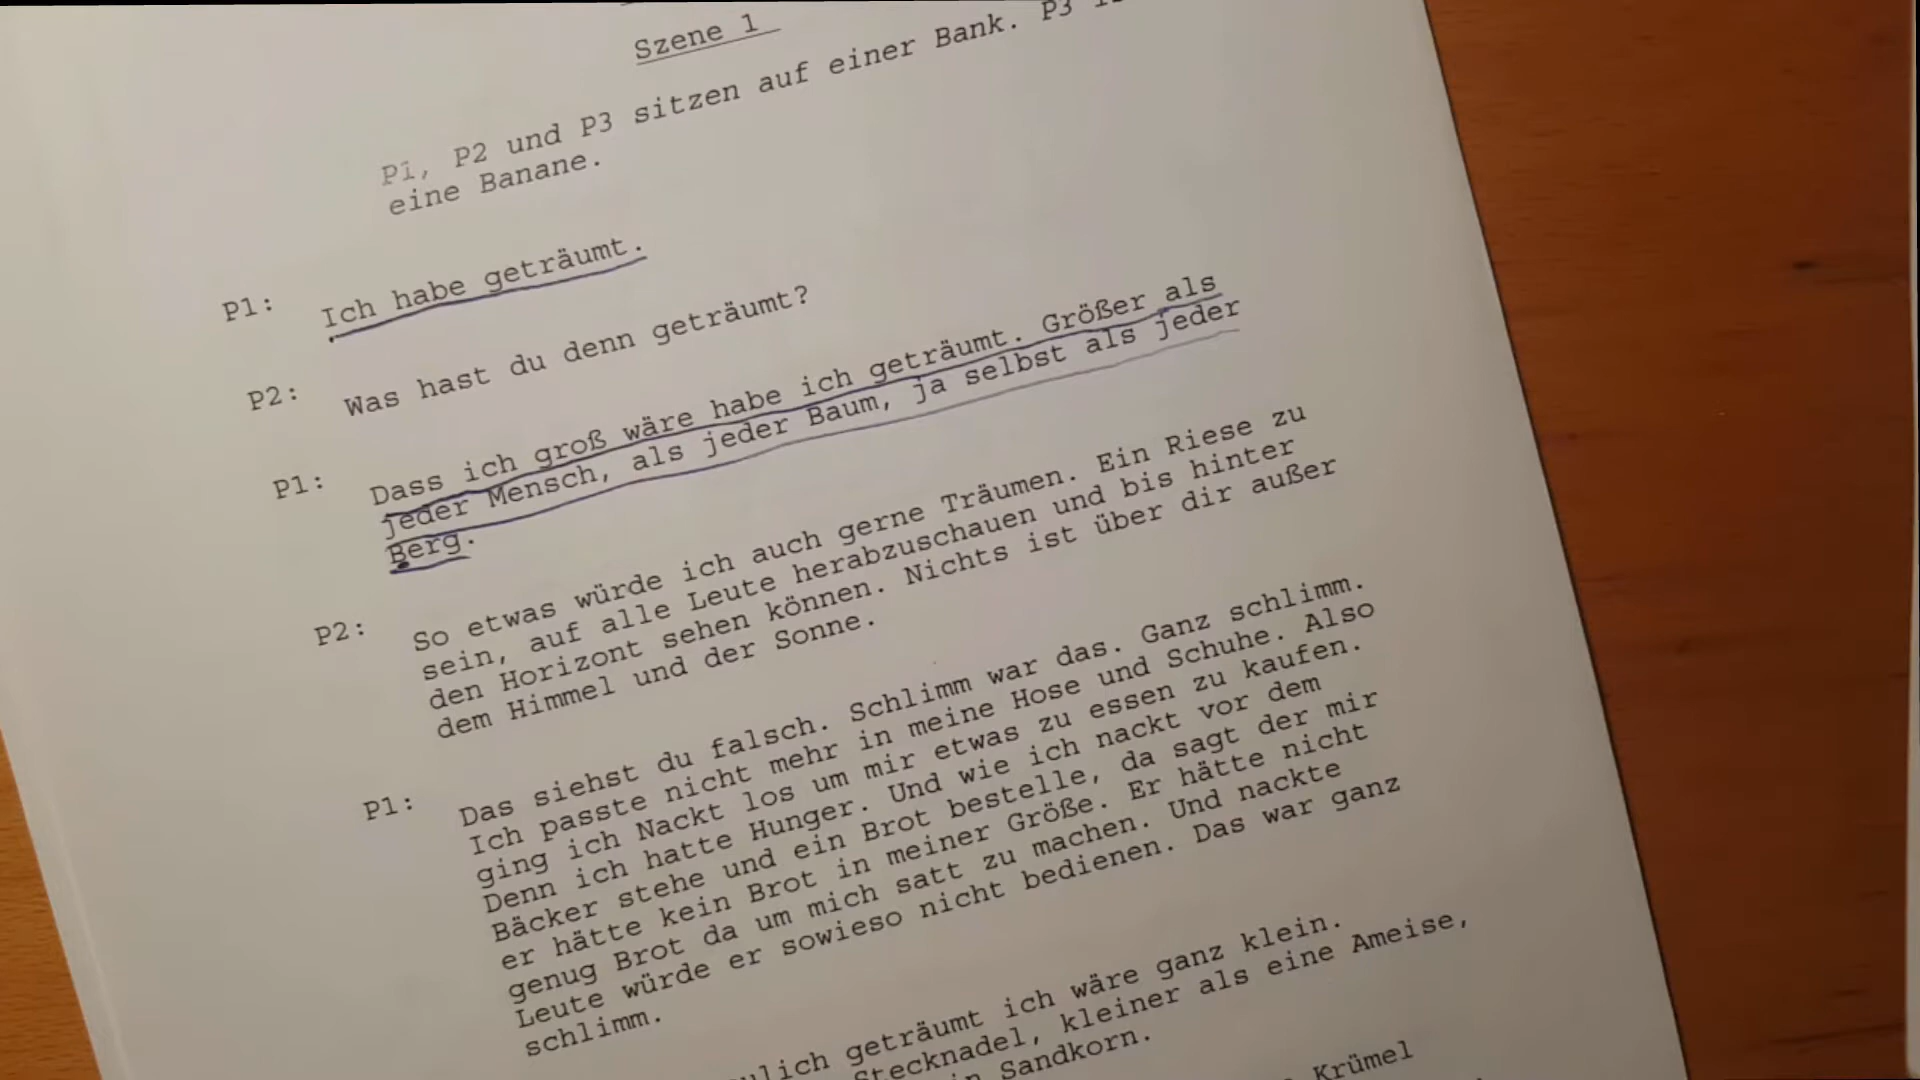 Szene 1
P1, P2 und P3 sitzen auf einer Bank. P3
eine Banane.
P1: Ich habe geträumt.
P2: Was hast du denn geträumt?
P1: Dass ich groß wäre habe ich geträumt. Größer als
jeder Mensch, als jeder Baum, ja selbst als jeder
Berg.
P2: So etwas würde ich auch gerne Träumen. Ein Riese zu
sein, auf alle Leute herabzuschauen und bis hinter
den Horizont sehen können. Nichts ist über dir außer
dem Himmel und der Sonne.
P1: Das siehst du falsch. Schlimm war das. Ganz schlimm.
Ich passte nicht mehr in meine Hose und Schuhe. Also
ging ich Nackt los um mir etwas zu essen zu kaufen.
Denn ich hatte Hunger. Und wie ich nackt vor dem
Bäcker stehe und ein Brot bestelle, da sagt der mir
er hätte kein Brot in meiner Größe. Er hätte nicht
genug Brot da um mich satt zu machen. Und nackte
Leute würde er sowieso nicht bedienen. Das war ganz
schlimm.
geträumt ich wäre ganz klein.
Stecknadel, kleiner als eine Ameise,
Sandkorn.
Krümel